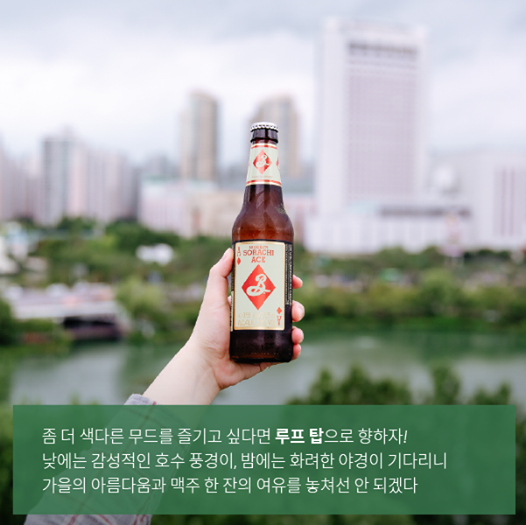 SORACHI
ACE
B
좀 더 색다른 무드를 즐기고 싶다면 루프 탑으로 향하자!
낮에는 감성적인 호수 풍경이, 밤에는 화려한 야경이 기다리니
가을의 아름다움과 맥주 한 잔의 여유를 놓쳐선 안 되겠다